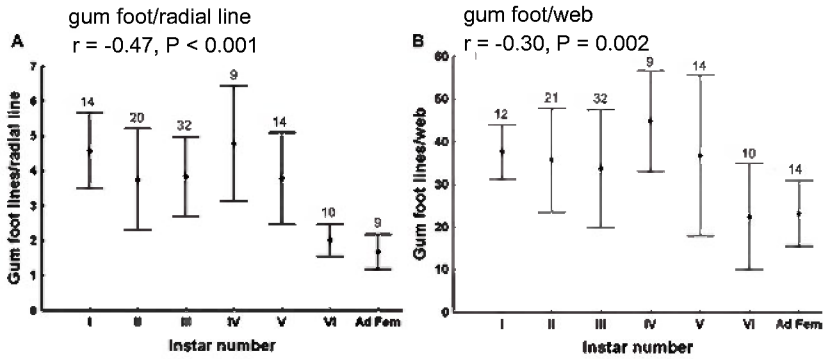 gum foot/radial line
r = -0.47, P < 0.001
A
7
6
5
4
3
2
1
0
Gum foot lines/radial line
14
20
32
9
14
10
9
I
II
III
IV
V
VI
Ad Fem
Instar number
gum foot/web
r = -0.30, P = 0.002
B
60
50
40
30
20
10
0
Gum foot lines/web
12
21
32
9
14
10
14
I
II
III
IV
V
VI
Ad Fem
Instar number